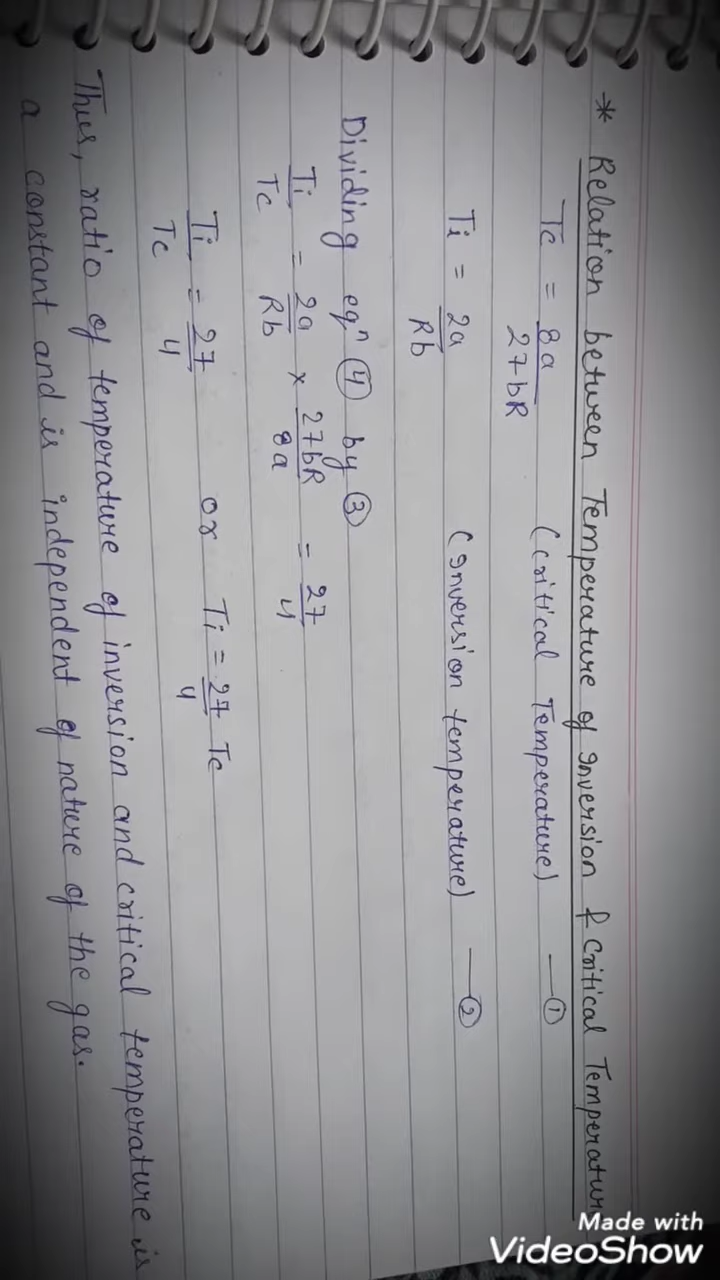 * Relation between Temperature of Inversion & Critical Temperature
Tc = 8a/27bR (Critical Temperature) —①
Ti = 2a/Rb (Inversion temperature) —②
Dividing eqⁿ ④ by ③
Ti/Tc = 2a/Rb × 27bR/8a = 27/4
Ti/Tc = 27/4 or Ti = 27/4 Tc
Thus, ratio of temperature of inversion and critical temperature is
a constant and is independent of nature of the gas.
Made with
VideoShow